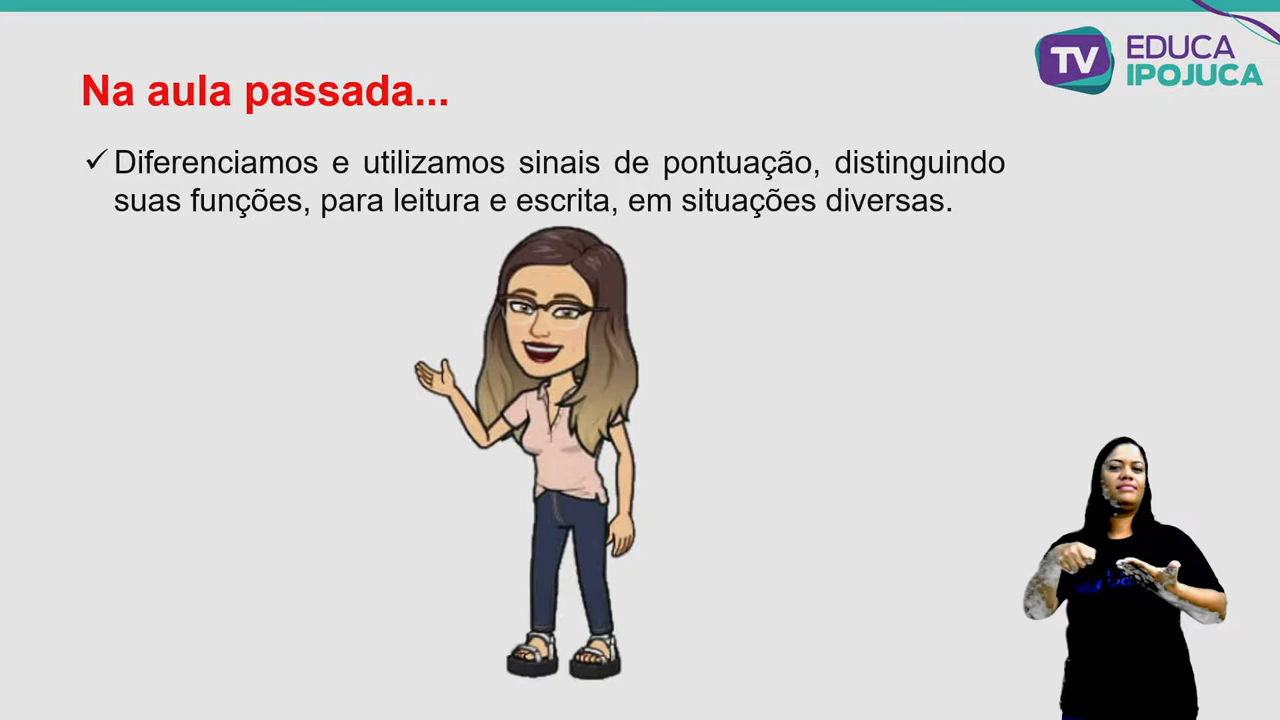 TV EDUCA
IPOJUCA
Na aula passada...
✓ Diferenciamos e utilizamos sinais de pontuação, distinguindo
suas funções, para leitura e escrita, em situações diversas.